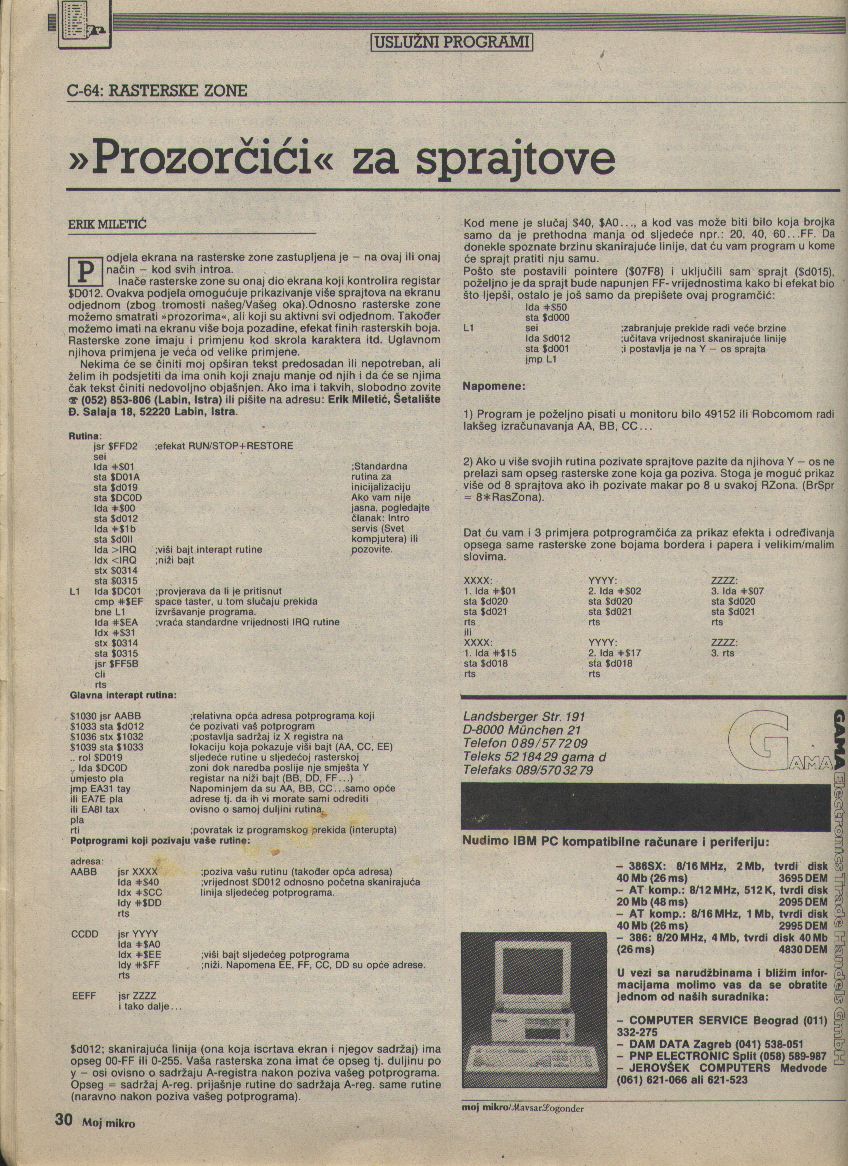 USLUŽNI PROGRAMI
C-64: RASTERSKE ZONE
»Prozorčići« za sprajtove
ERIK MILETIĆ
Podjela ekrana na rasterske zone zastupljena je – na ovaj ili onaj
način – kod svih introa.
Inače rasterske zone su onaj dio ekrana koji kontrolira registar
$D012. Ovakva podjela omogućuje prikazivanje više sprajtova na ekranu
odjednom (zbog tromosti našeg/Vašeg oka).Odnosno rasterske zone
možemo smatrati »prozorima«, ali koji su aktivni svi odjednom. Također
možemo imati na ekranu više boja pozadine, efekat finih rasterskih boja.
Rasterske zone imaju i primjenu kod skrola karaktera itd. Uglavnom
njihova primjena je veća od velike primjene.
Nekima će se činiti moj opširan tekst predosadan ili nepotreban, ali
želim ih podsjetiti da ima onih koji znaju manje od njih i da će se njima
čak tekst činiti nedovoljno objašnjen. Ako ima i takvih, slobodno zovite
☎ (052) 853-806 (Labin, Istra) ili pišite na adresu: Erik Miletić, Šetalište
Đ. Salaja 18, 52220 Labin, Istra.
Rutina:
jsr $FFD2 ;efekat RUN/STOP+RESTORE
sei
lda #$01 ;Standardna
sta $D01A rutina za
sta $d019 inicijalizaciju
sta $DC0D Ako vam nije
lda #$00 jasna, pogledajte
sta $d012 članak: Intro
lda #$1b servis (Svet
sta $d0ll kompjutera) ili
lda >IRQ ;viši bajt interapt rutine pozovite.
ldx <IRQ ;niži bajt
stx $0314
sta $0315
L1 lda $DC01 ;provjerava da li je pritisnut
cmp #$EF space taster, u tom slučaju prekida
bne L1 izvršavanje programa.
lda #$EA ;vraća standardne vrijednosti IRQ rutine
ldx #$31
stx $0314
sta $0315
jsr $FF5B
cli
rts
Glavna interapt rutina:
$1030 jsr AABB ;relativna opća adresa potprograma koji
$1033 sta $d012 će pozivati vaš potprogram
$1036 stx $1032 ;postavlja sadržaj iz X registra na
$1039 sta $1033 lokaciju koja pokazuje viši bajt (AA, CC, EE)
.. rol $D019 sljedeće rutine u sljedećoj rasterskoj
.. lda $DC0D zoni dok naredba poslije nje smješta Y
umjesto pla registar na niži bajt (BB, DD, FF...)
jmp EA31 tay Napominjem da su AA, BB, CC...samo opće
ili EA7E pla adrese tj. da ih vi morate sami odrediti
ili EA8l tax ovisno o samoj duljini rutina.
pla
rti ;povratak iz programskog prekida (interupta)
Potprogrami koji pozivaju vaše rutine:
adresa:
AABB jsr XXXX ;poziva vašu rutinu (također opća adresa)
lda #$40 ;vrijednost $D012 odnosno početna skanirajuća
ldx #$CC linija sljedećeg potprograma.
ldy #$DD
rts
CCDD jsr YYYY
lda #$A0
ldx #$EE ;viši bajt sljedećeg potprograma
ldy #$FF ;niži. Napomena EE, FF, CC, DD su opće adrese.
rts
EEFF jsr ZZZZ
i tako dalje...
$d012; skanirajuća linija (ona koja iscrtava ekran i njegov sadržaj) ima
opseg 00-FF ili 0-255. Vaša rasterska zona imat će opseg tj. duljinu po
y – osi ovisno o sadržaju A-registra nakon poziva vašeg potprograma.
Opseg = sadržaj A-reg. prijašnje rutine do sadržaja A-reg. same rutine
(naravno nakon poziva vašeg potprograma).
Kod mene je slučaj $40, $A0..., a kod vas može biti bilo koja brojka
samo da je prethodna manja od sljedeće npr.: 20, 40, 60...FF. Da
donekle spoznate brzinu skanirajuće linije, dat ću vam program u kome
će sprajt pratiti nju samu.
Pošto ste postavili pointere ($07F8) i uključili sam sprajt ($d015),
poželjno je da sprajt bude napunjen FF- vrijednostima kako bi efekat bio
što ljepši, ostalo je još samo da prepišete ovaj programčić:
lda #$50
sta $d000
L1 sei ;zabranjuje prekide radi veće brzine
lda $d012 ;učitava vrijednost skanirajuće linije
sta $d001 ;i postavlja je na Y – os sprajta
jmp L1
Napomene:
1) Program je poželjno pisati u monitoru bilo 49152 ili Robcomom radi
lakšeg izračunavanja AA, BB, CC...
2) Ako u više svojih rutina pozivate sprajtove pazite da njihova Y – os ne
prelazi sam opseg rasterske zone koja ga poziva. Stoga je moguć prikaz
više od 8 sprajtova ako ih pozivate makar po 8 u svakoj RZona. (BrSpr
= 8*RasZona).
Dat ću vam i 3 primjera potprogramčića za prikaz efekta i određivanja
opsega same rasterske zone bojama bordera i papera i velikim/malim
slovima.
XXXX: YYYY: ZZZZ:
1. lda #$01 2. lda #$02 3. lda #$07
sta $d020 sta $d020 sta $d020
sta $d021 sta $d021 sta $d021
rts rts rts
ili
XXXX: YYYY: ZZZZ:
1. lda #$15 2. lda #$17 3. rts
sta $d018 sta $d018
rts rts
Landsberger Str. 191
D-8000 München 21
Telefon 089/577209
Teleks 5218429 gama d
Telefaks 089/5703279
GAMA
GAMA Electronics Trade Handels GmbH
Nudimo IBM PC kompatibilne računare i periferiju:
– 386SX: 8/16 MHz, 2 Mb, tvrdi disk
40 Mb (26 ms) 3695 DEM
– AT komp.: 8/12 MHz, 512 K, tvrdi disk
20 Mb (48 ms) 2095 DEM
– AT komp.: 8/16 MHz, 1 Mb, tvrdi disk
40 Mb (26 ms) 2995 DEM
– 386: 8/20 MHz, 4 Mb, tvrdi disk 40 Mb
(26 ms) 4830 DEM
U vezi sa narudžbinama i bližim infor-
macijama molimo vas da se obratite
jednom od naših suradnika:
– COMPUTER SERVICE Beograd (011)
332-275
– DAM DATA Zagreb (041) 538-051
– PNP ELECTRONIC Split (058) 589-987
– JEROVŠEK COMPUTERS Medvode
(061) 621-066 ali 621-523
moj mikro/MavsarLogonder
30 Moj mikro